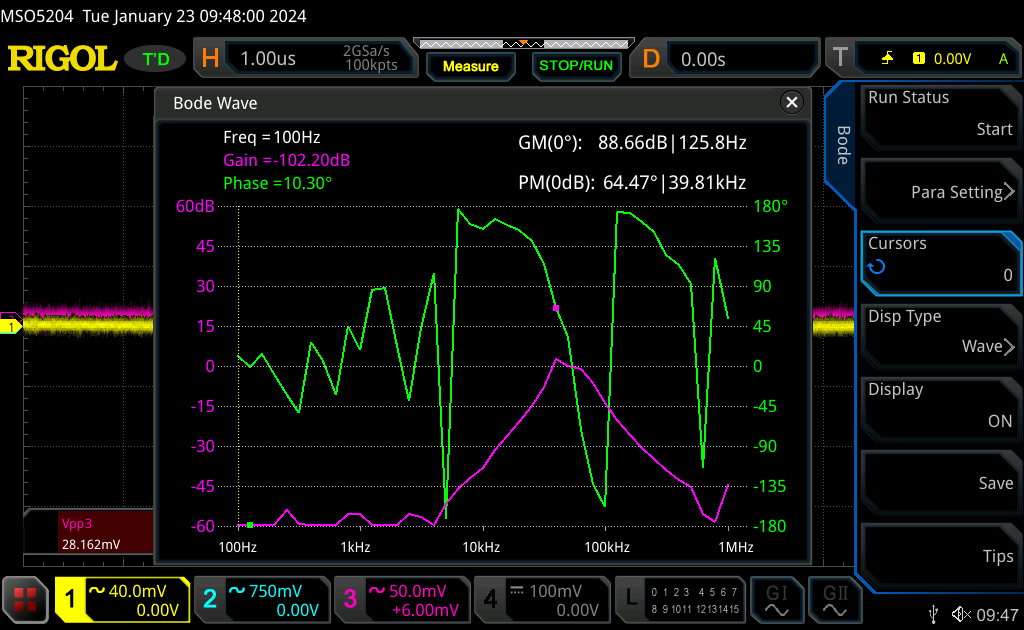 MSO5204 Tue January 23 09:48:00 2024
RIGOL T'D H 1.00us 2GSa/s 100kpts Measure STOP/RUN D 0.00s T 1 0.00V A
Bode Wave
Freq =100Hz
Gain =-102.20dB
Phase =10.30°
GM(0°): 88.66dB|125.8Hz
PM(0dB): 64.47°|39.81kHz
60dB 180°
45 135
30 90
15 45
0 0
-15 -45
-30 -90
-45 -135
-60 -180
100Hz 1kHz 10kHz 100kHz 1MHz
1
Vpp3
28.162mV
Bode
Run Status
Start
Para Setting
Cursors
0
Disp Type
Wave
Display
ON
Save
Tips
1 40.0mV 0.00V
2 750mV 0.00V
3 50.0mV +6.00mV
4 100mV 0.00V
L 0 1 2 3 4 5 6 7
8 9 10 11 12 13 14 15
GI GII
09:47